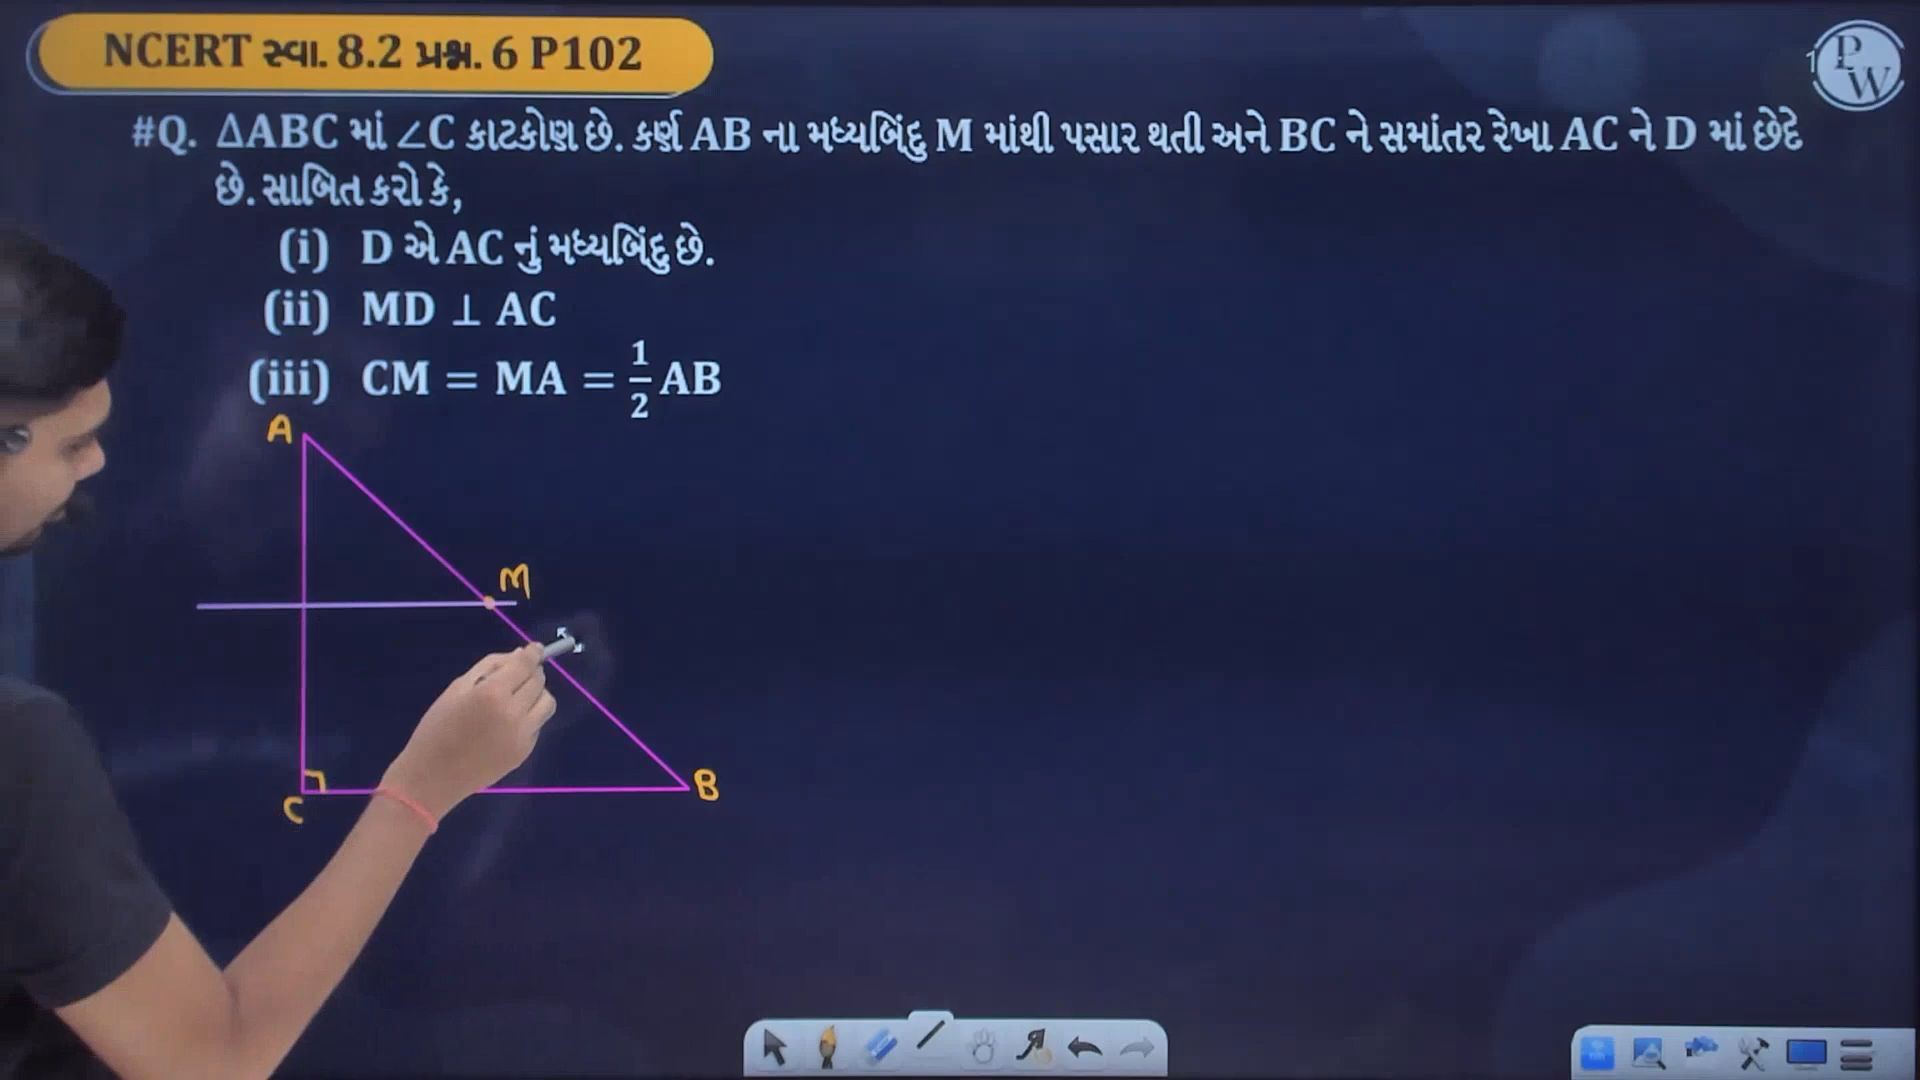 NCERT સ્વા. 8.2 પ્રશ્ન. 6 P102
PW
#Q. ΔABC માં ∠C કાટકોણ છે. કર્ણ AB ના મધ્યબિંદુ M માંથી પસાર થતી અને BC ને સમાંતર રેખા AC ને D માં છેદે
છે. સાબિત કરો કે,
(i) D એ AC નું મધ્યબિંદુ છે.
(ii) MD ⊥ AC
(iii) CM = MA = 1/2 AB
A
M
C
B